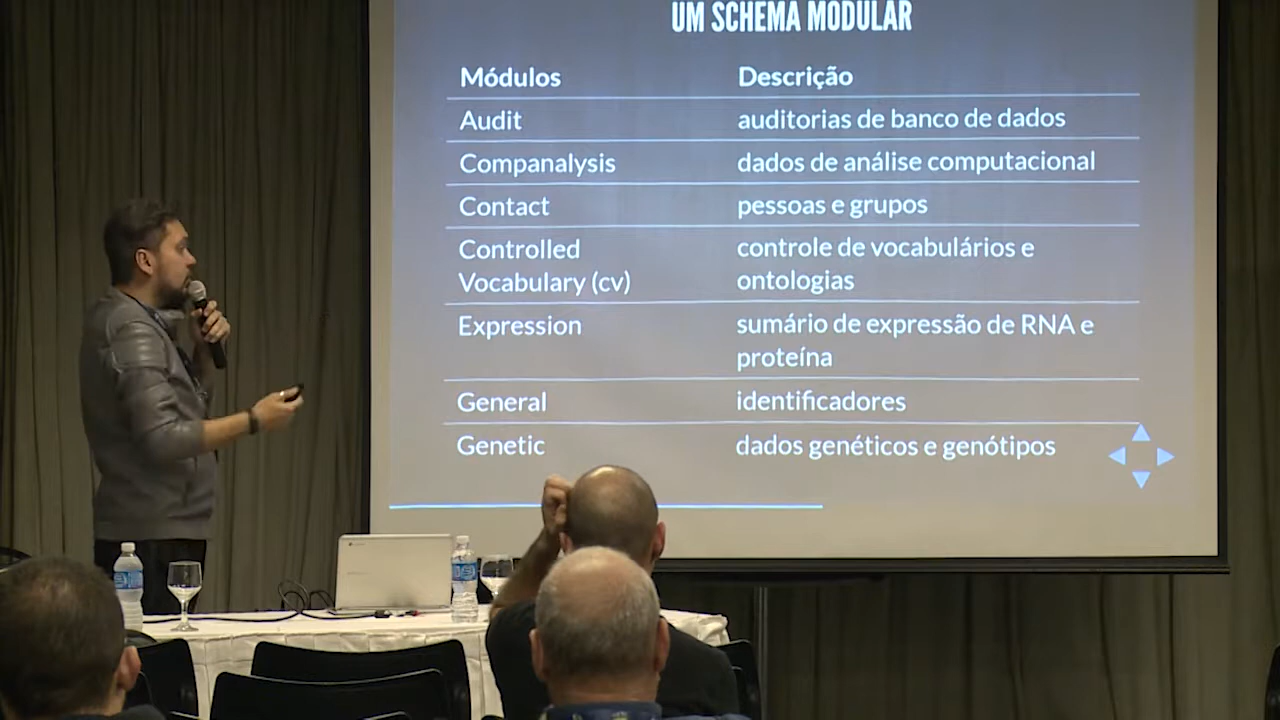 UM SCHEMA MODULAR
Módulos Descrição
Audit auditorias de banco de dados
Companalysis dados de análise computacional
Contact pessoas e grupos
Controlled controle de vocabulários e
Vocabulary (cv) ontologias
Expression sumário de expressão de RNA e
proteína
General identificadores
Genetic dados genéticos e genótipos